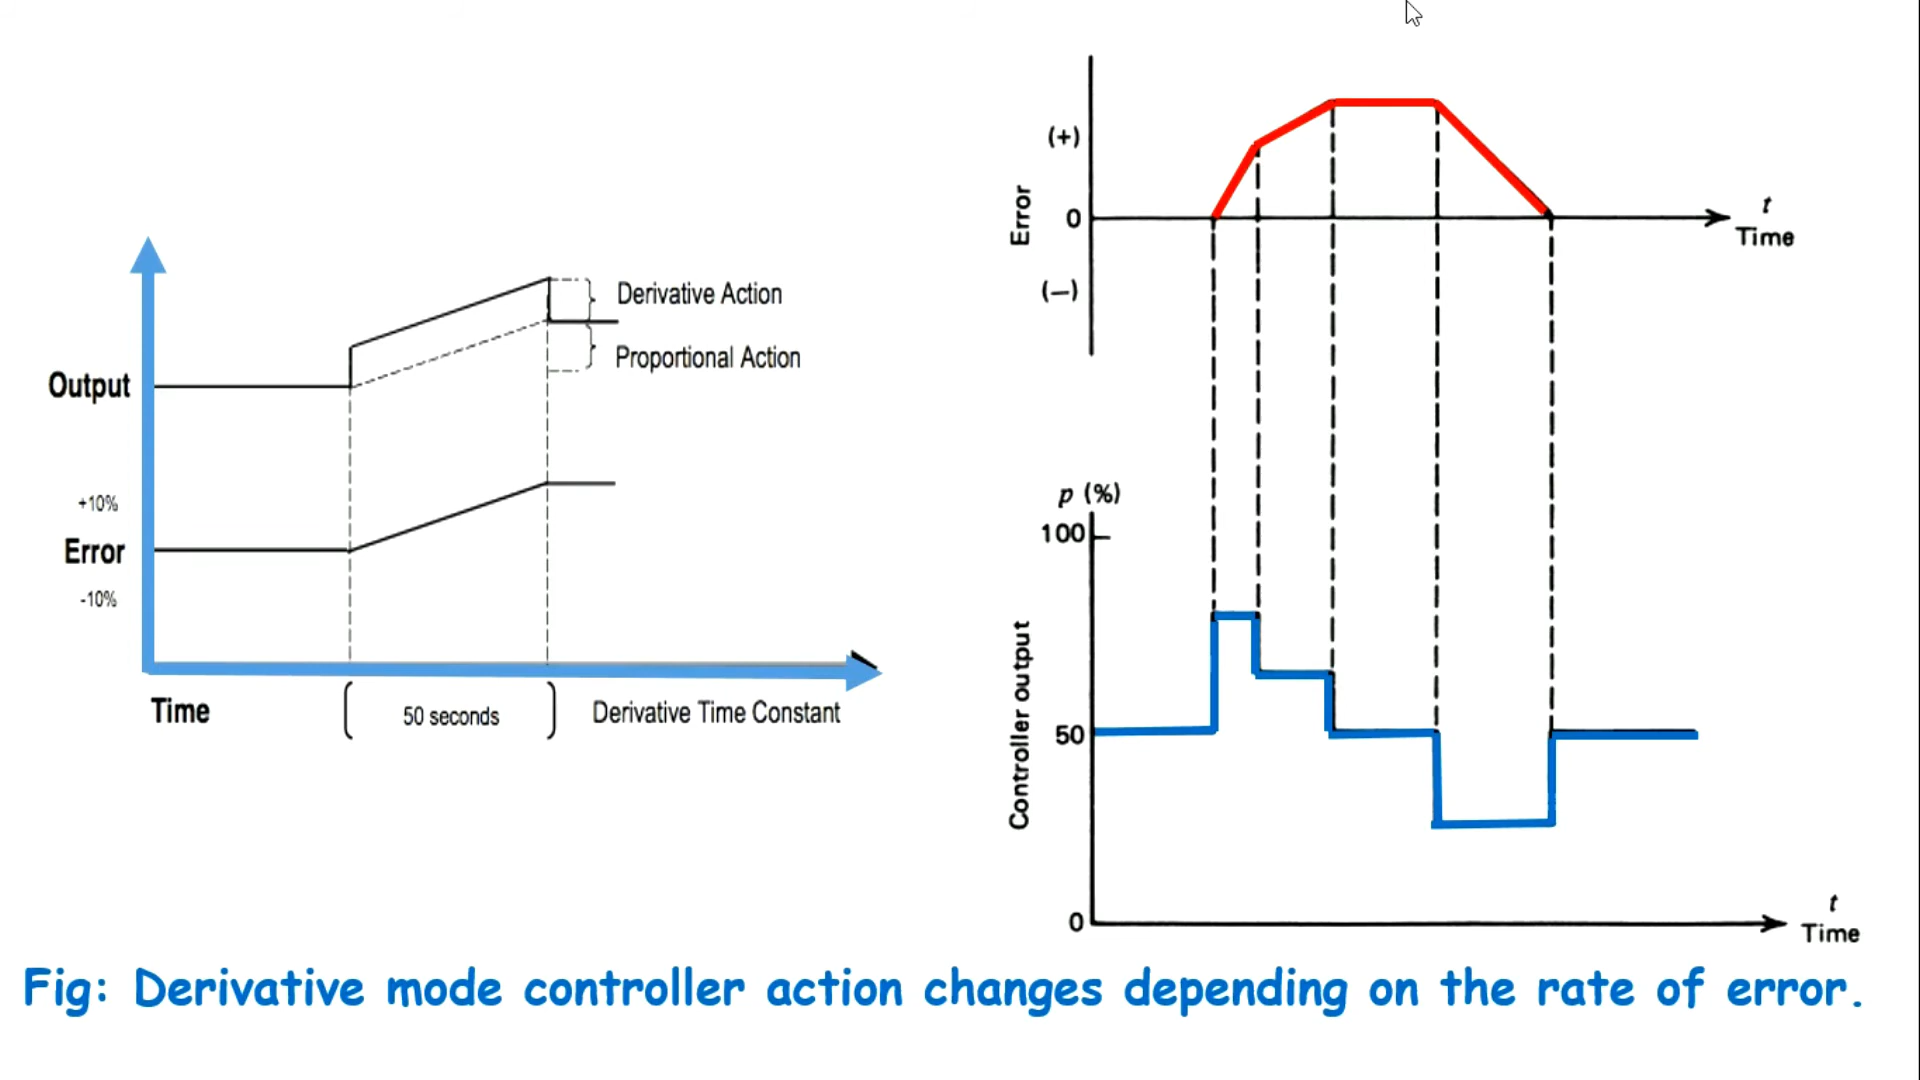 Output
+10%
Error
-10%
Derivative Action
Proportional Action
Time
50 seconds
Derivative Time Constant
Error
(+)
0
(—)
t
Time
p (%)
100
50
0
Controller output
t
Time
Fig: Derivative mode controller action changes depending on the rate of error.